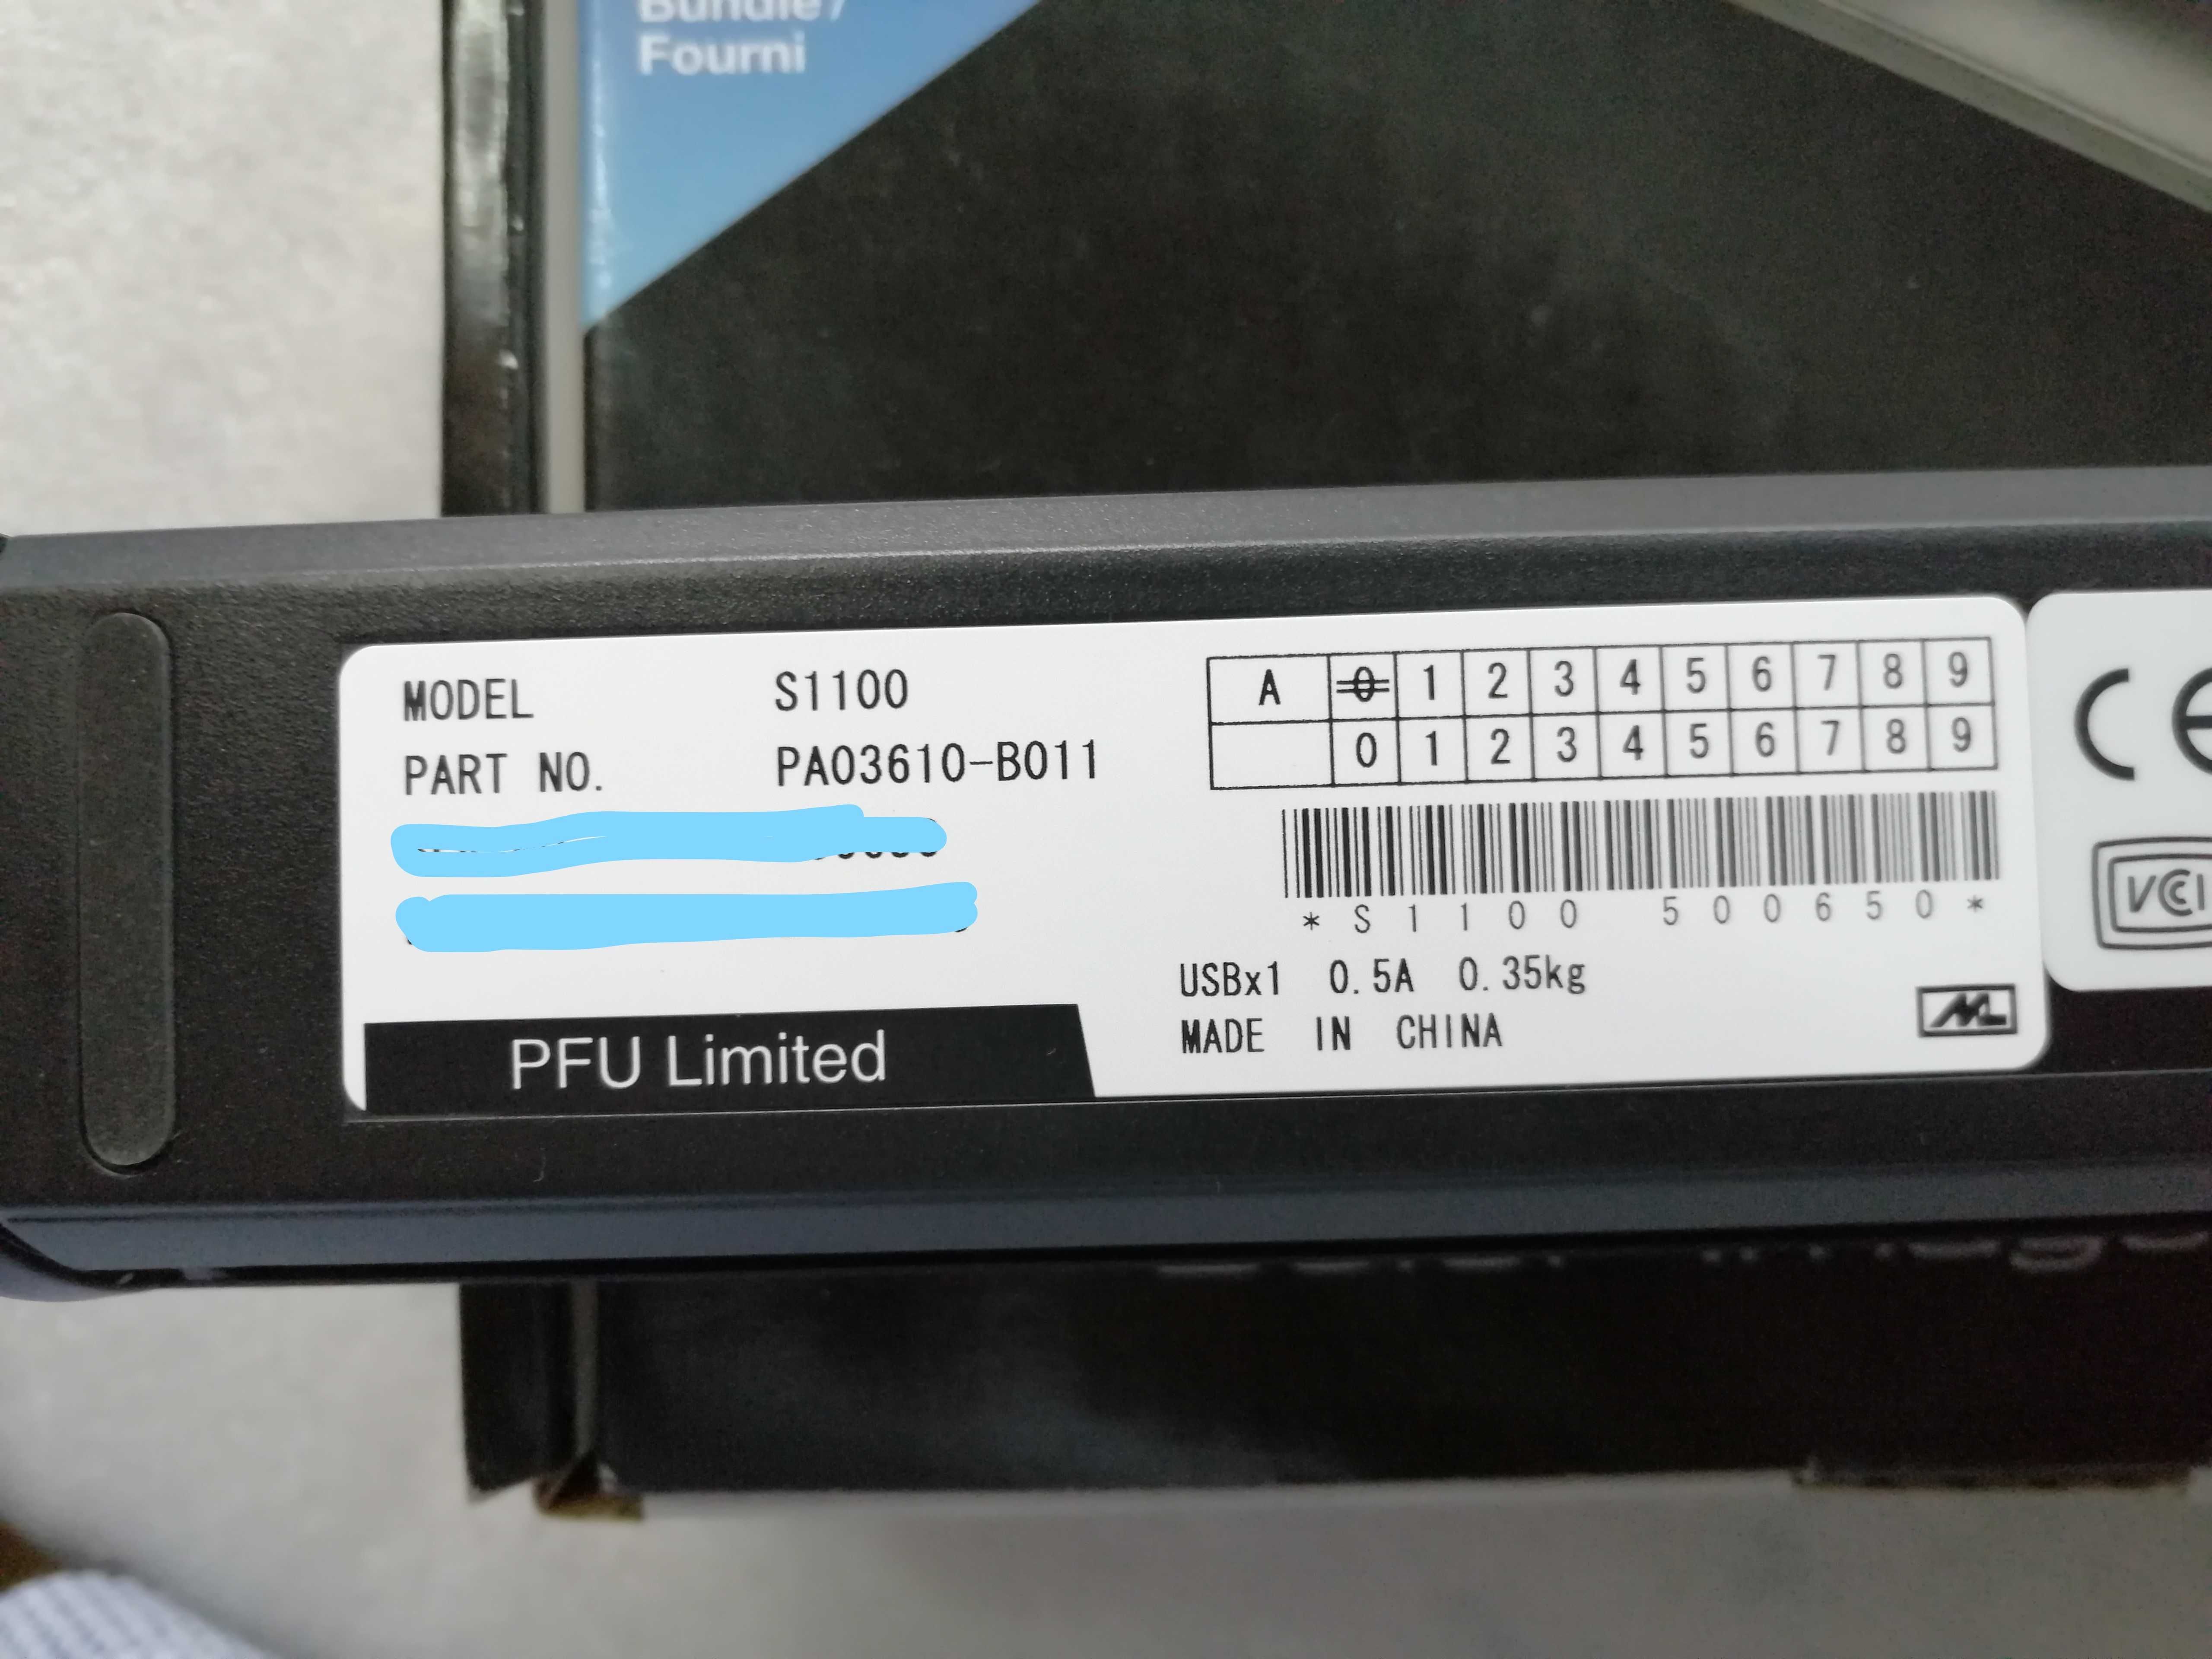 Bundle/
Fourni
MODEL S1100
PART NO. PA03610-B011
A 0 1 2 3 4 5 6 7 8 9
0 1 2 3 4 5 6 7 8 9
*S1100 500650*
USBx1 0.5A 0.35kg
MADE IN CHINA
PFU Limited
CE
VCCI